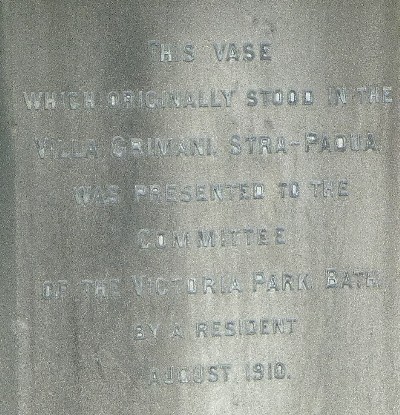 THIS VASE
WHICH ORIGINALLY STOOD IN THE
VILLA GRIMANI. STRA-PADUA.
WAS PRESENTED TO THE
COMMITTEE
OF THE VICTORIA PARK. BATH.
BY A RESIDENT
AUGUST. 1910.